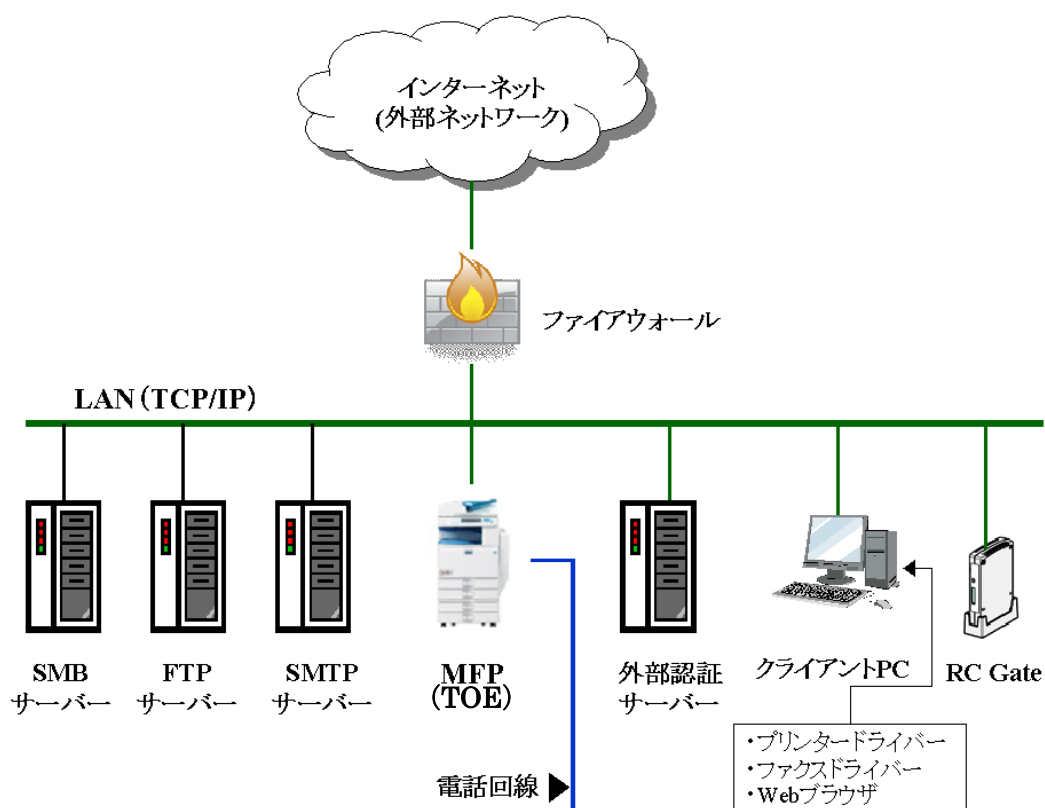 インターネット
(外部ネットワーク)
ファイアウォール
LAN(TCP/IP)
SMB
サーバー
FTP
サーバー
SMTP
サーバー
MFP
(TOE)
外部認証
サーバー
クライアントPC
RC Gate
・プリンタードライバー
・ファクスドライバー
・Webブラウザ
電話回線